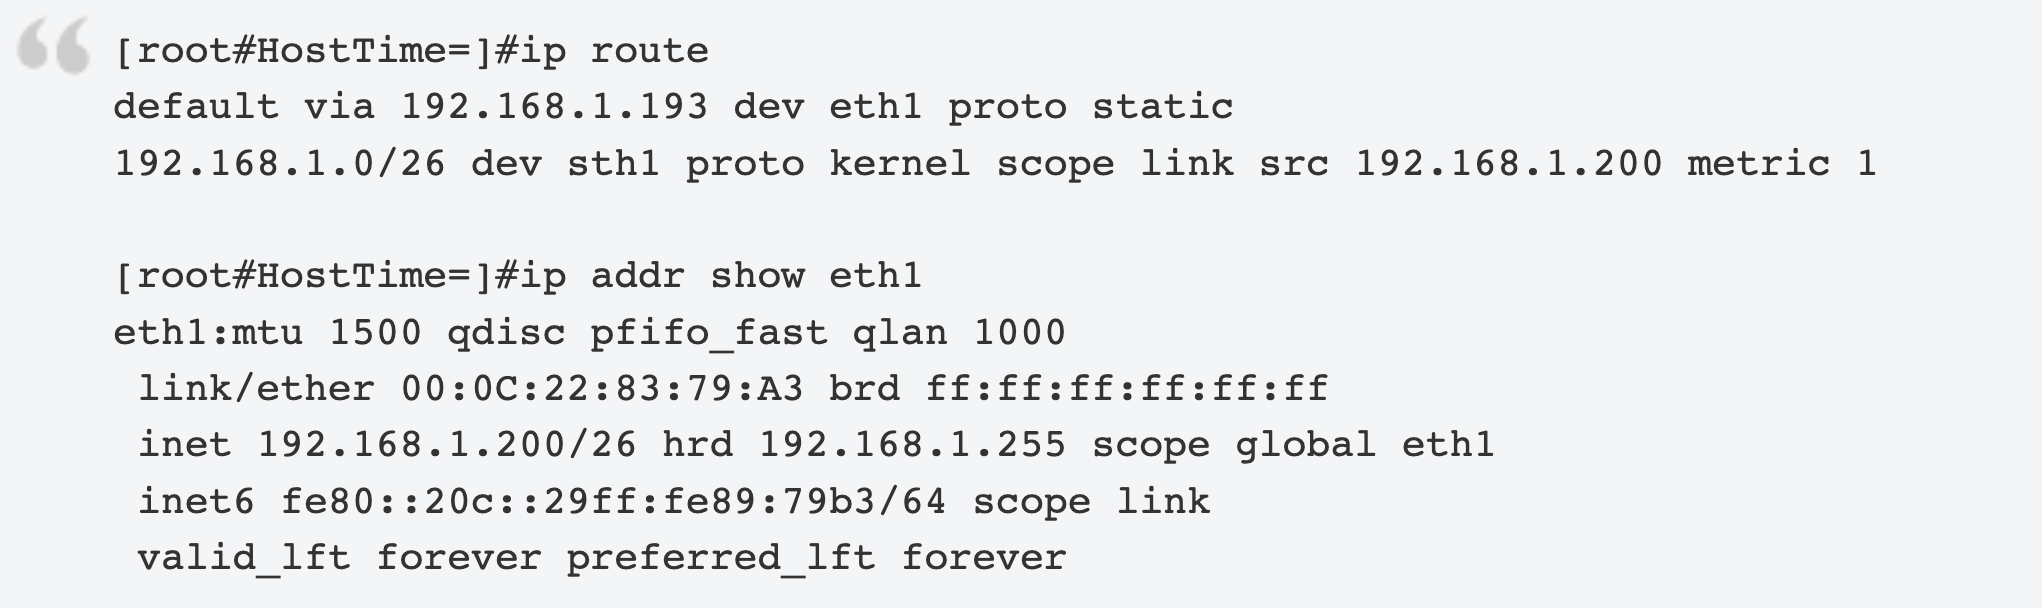 [root#HostTime=]#ip route
default via 192.168.1.193 dev eth1 proto static
192.168.1.0/26 dev sth1 proto kernel scope link src 192.168.1.200 metric 1
[root#HostTime=]#ip addr show eth1
eth1:mtu 1500 qdisc pfifo_fast qlan 1000
link/ether 00:0C:22:83:79:A3 brd ff:ff:ff:ff:ff:ff
inet 192.168.1.200/26 hrd 192.168.1.255 scope global eth1
inet6 fe80::20c::29ff:fe89:79b3/64 scope link
valid_lft forever preferred_lft forever